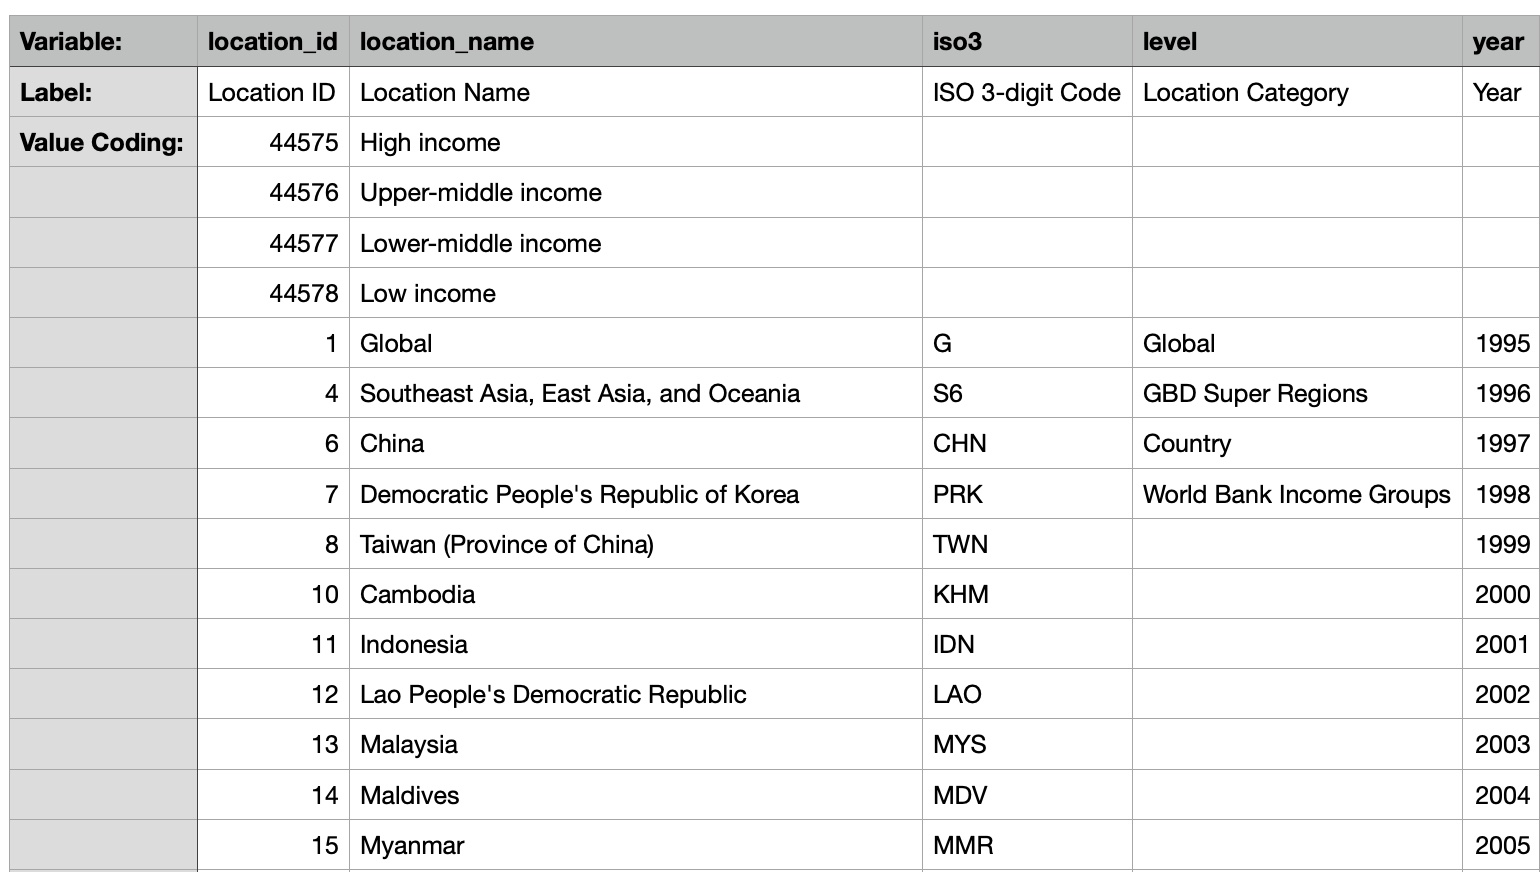 Variable: location_id location_name iso3 level year
Label: Location ID Location Name ISO 3-digit Code Location Category Year
Value Coding: 44575 High income
44576 Upper-middle income
44577 Lower-middle income
44578 Low income
1 Global G Global 1995
4 Southeast Asia, East Asia, and Oceania S6 GBD Super Regions 1996
6 China CHN Country 1997
7 Democratic People's Republic of Korea PRK World Bank Income Groups 1998
8 Taiwan (Province of China) TWN 1999
10 Cambodia KHM 2000
11 Indonesia IDN 2001
12 Lao People's Democratic Republic LAO 2002
13 Malaysia MYS 2003
14 Maldives MDV 2004
15 Myanmar MMR 2005